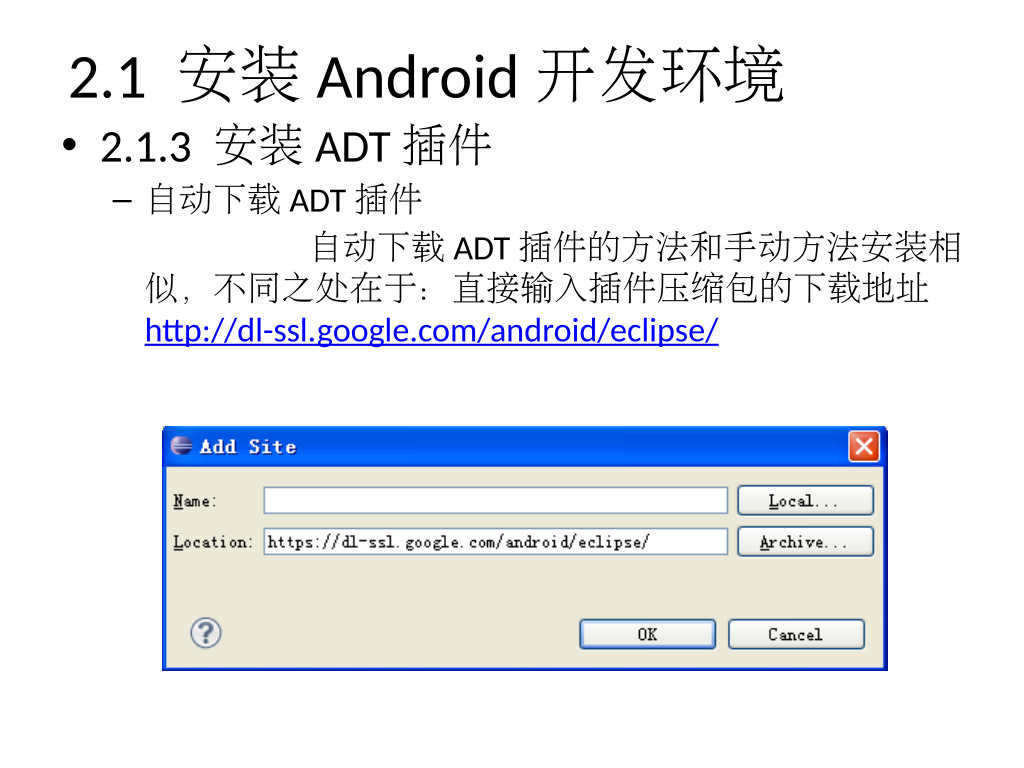 2.1 安装 Android 开发环境
• 2.1.3 安装 ADT 插件
– 自动下载 ADT 插件
自动下载 ADT 插件的方法和手动方法安装相
似，不同之处在于：直接输入插件压缩包的下载地址
http://dl-ssl.google.com/android/eclipse/
Add Site
Name: Local...
Location: https://dl-ssl.google.com/android/eclipse/ Archive...
? OK Cancel